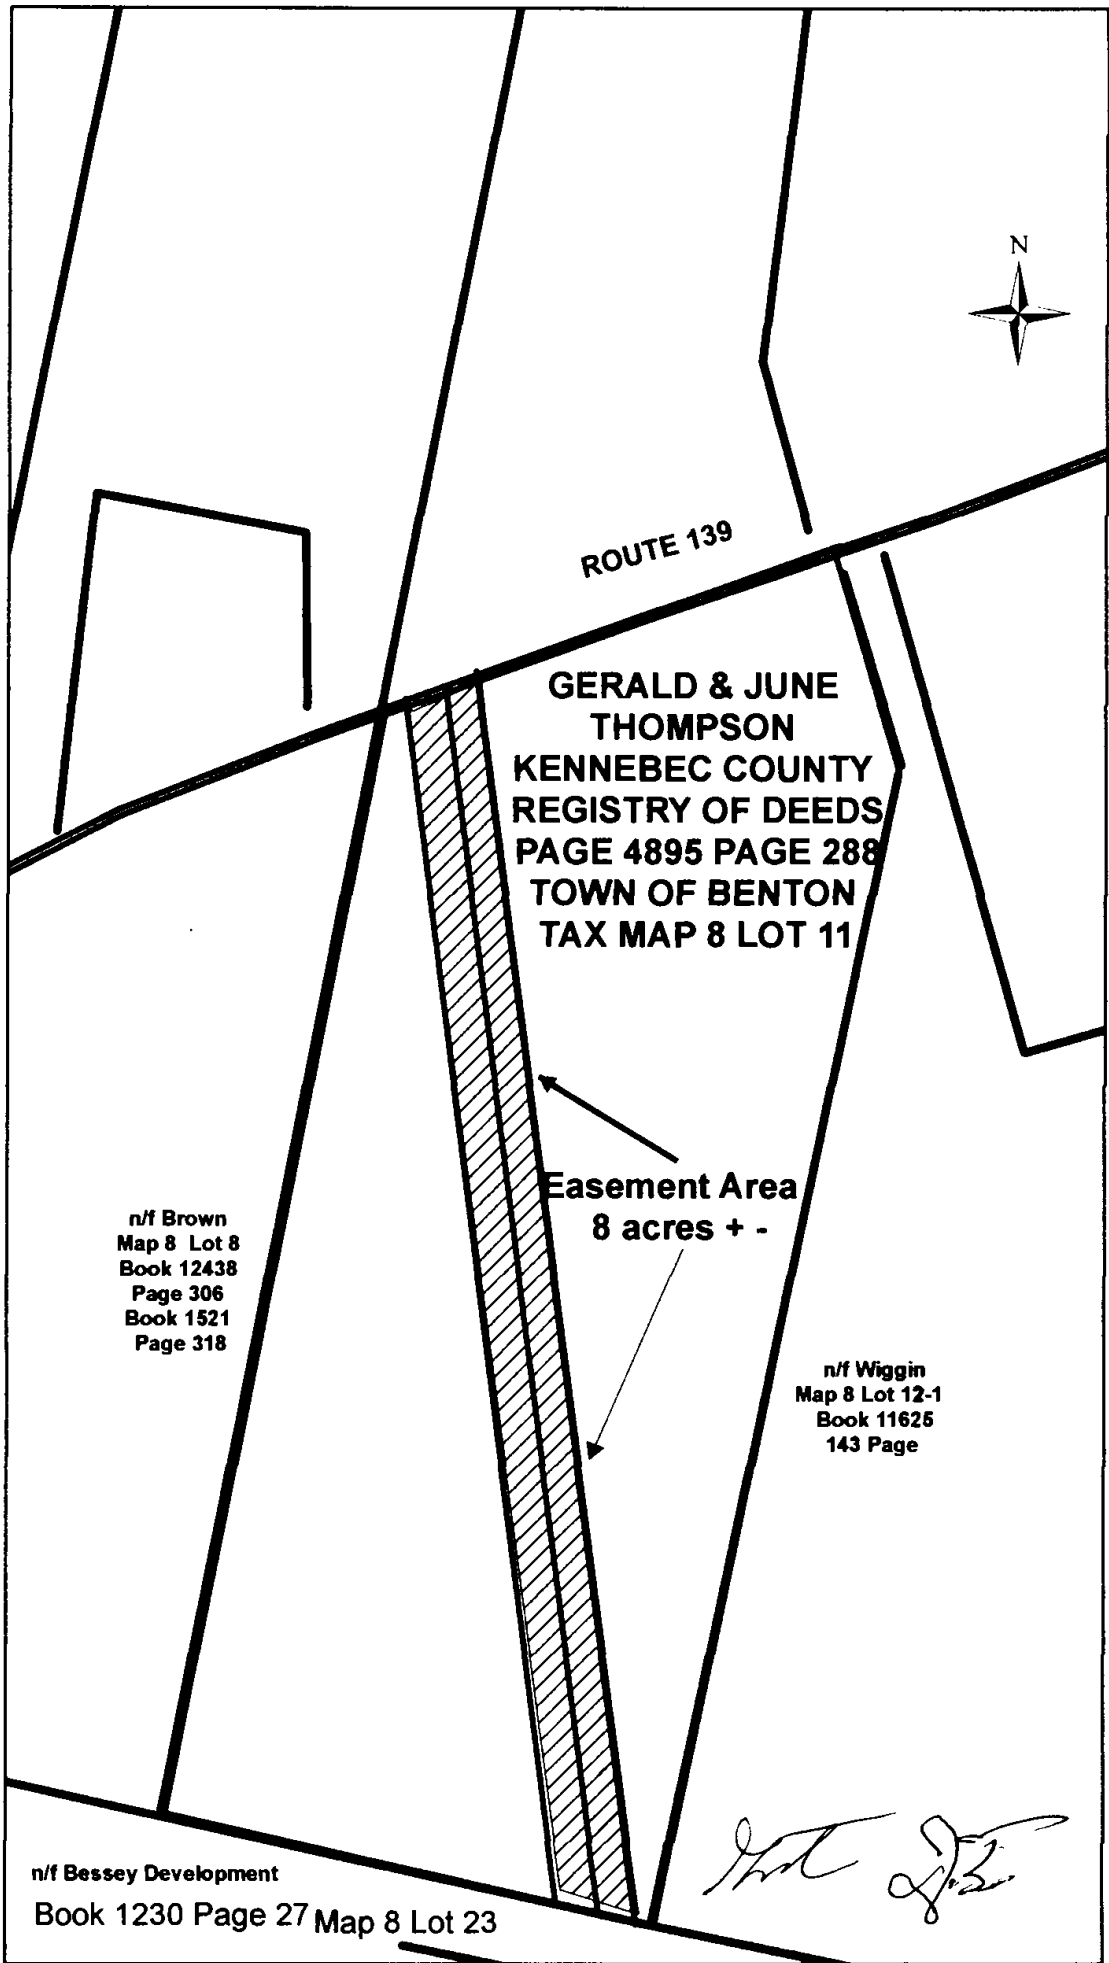 N
ROUTE 139
GERALD & JUNE
THOMPSON
KENNEBEC COUNTY
REGISTRY OF DEEDS
PAGE 4895 PAGE 288
TOWN OF BENTON
TAX MAP 8 LOT 11
Easement Area
8 acres + -
n/f Brown
Map 8 Lot 8
Book 12438
Page 306
Book 1521
Page 318
n/f Wiggin
Map 8 Lot 12-1
Book 11625
143 Page
n/f Bessey Development
Book 1230 Page 27 Map 8 Lot 23